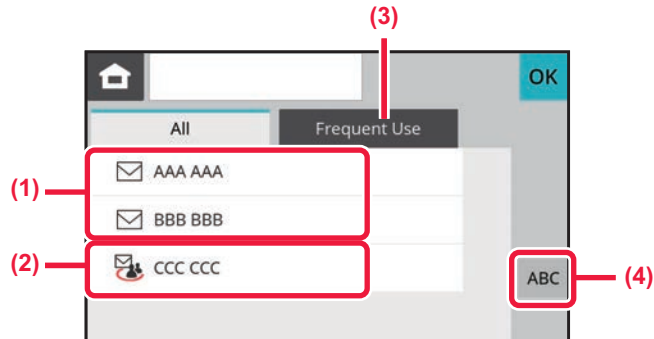 (3)
OK
All
Frequent Use
(1)
AAA AAA
BBB BBB
(2)
CCC CCC
ABC
(4)